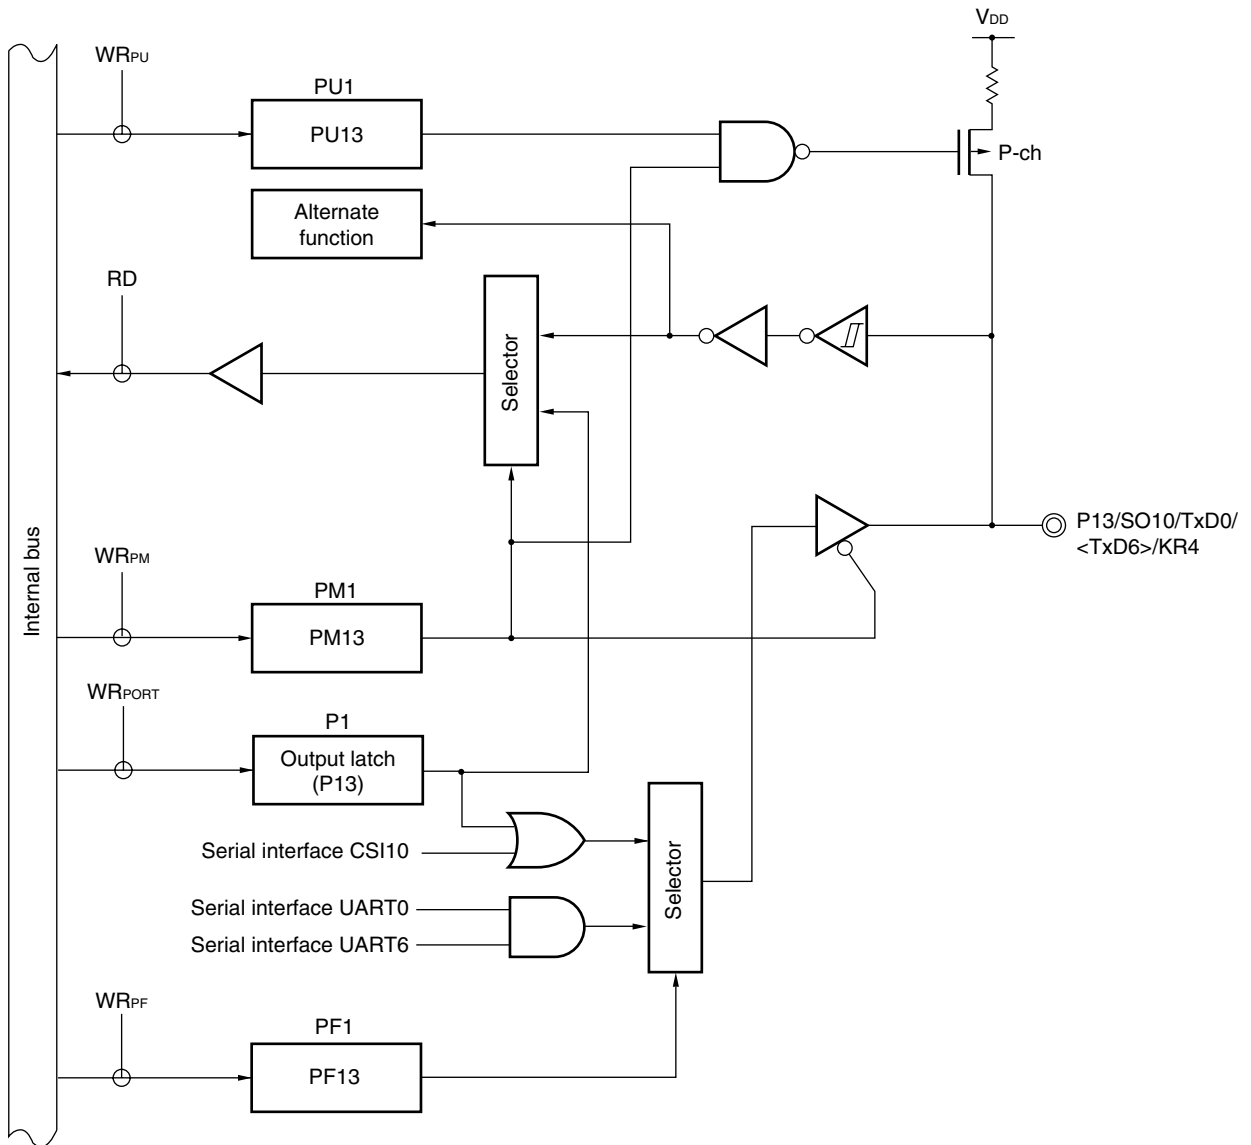 VDD
WRPU
PU1
PU13
P-ch
Alternate
function
RD
Selector
Internal bus
P13/SO10/TxD0/
<TxD6>/KR4
WRPM
PM1
PM13
WRPORT
P1
Output latch
(P13)
Serial interface CSI10
Selector
Serial interface UART0
Serial interface UART6
WRPF
PF1
PF13